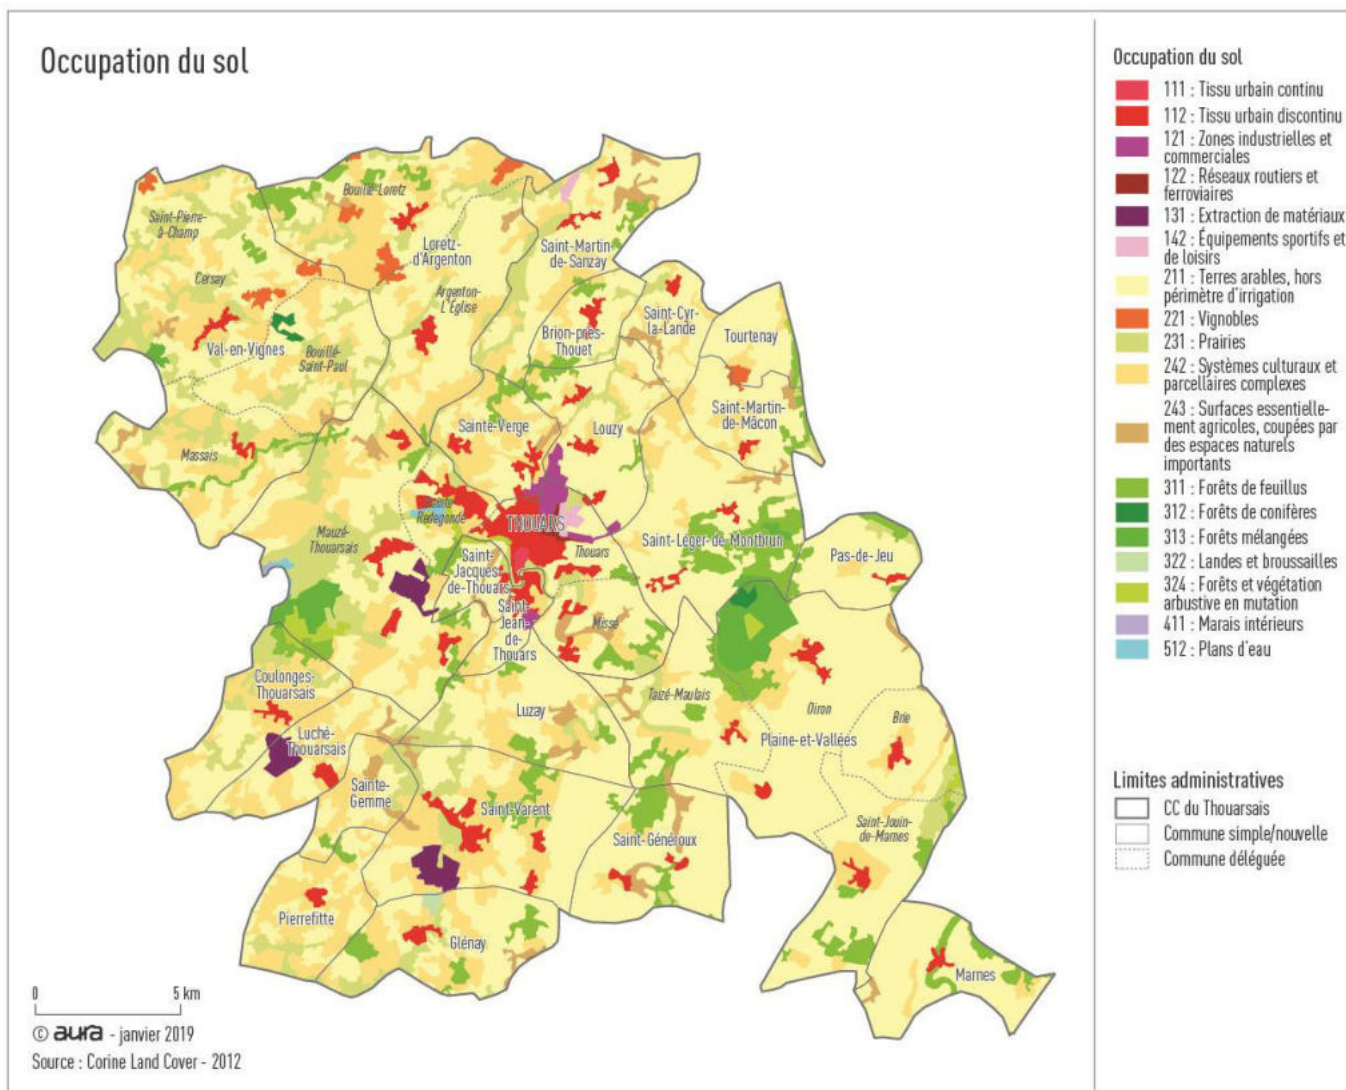 Occupation du sol
Bouillé-Loretz
Saint-Pierre-
à-Champ
Loretz-
d'Argenton
Saint-Martin-
de-Sanzay
Cersay
Argenton-
L'Église
Saint-Cyr-
la-Lande
Brion-près-
Thouet
Tourtenay
Val-en-Vignes
Bouillé-
Saint-Paul
Saint-Martin-
de-Mâcon
Sainte-Verge
Louzy
Massais
Sainte
Radegonde
THOUARS
Mauzé-
Thouarsais
Saint-
Jacques-
de-Thouars
Thouars
Saint-Léger-de-Montbrun
Pas-de-Jeu
Saint-
Jean-
de-
Thouars
Missé
Coulonges-
Thouarsais
Luzay
Taizé-Maulais
Oiron
Brie
Luché-
Thouarsais
Plaine-et-Vallées
Sainte-
Gemme
Saint-Varent
Saint-Généroux
Saint-Jouin-
de-Marnes
Pierrefitte
Glénay
Marnes
0 5 km
© aura - janvier 2019
Source : Corine Land Cover - 2012
Occupation du sol
111 : Tissu urbain continu
112 : Tissu urbain discontinu
121 : Zones industrielles et
commerciales
122 : Réseaux routiers et
ferroviaires
131 : Extraction de matériaux
142 : Équipements sportifs et
de loisirs
211 : Terres arables, hors
périmètre d'irrigation
221 : Vignobles
231 : Prairies
242 : Systèmes culturaux et
parcellaires complexes
243 : Surfaces essentielle-
ment agricoles, coupées par
des espaces naturels
importants
311 : Forêts de feuillus
312 : Forêts de conifères
313 : Forêts mélangées
322 : Landes et broussailles
324 : Forêts et végétation
arbustive en mutation
411 : Marais intérieurs
512 : Plans d'eau
Limites administratives
CC du Thouarsais
Commune simple/nouvelle
Commune déléguée